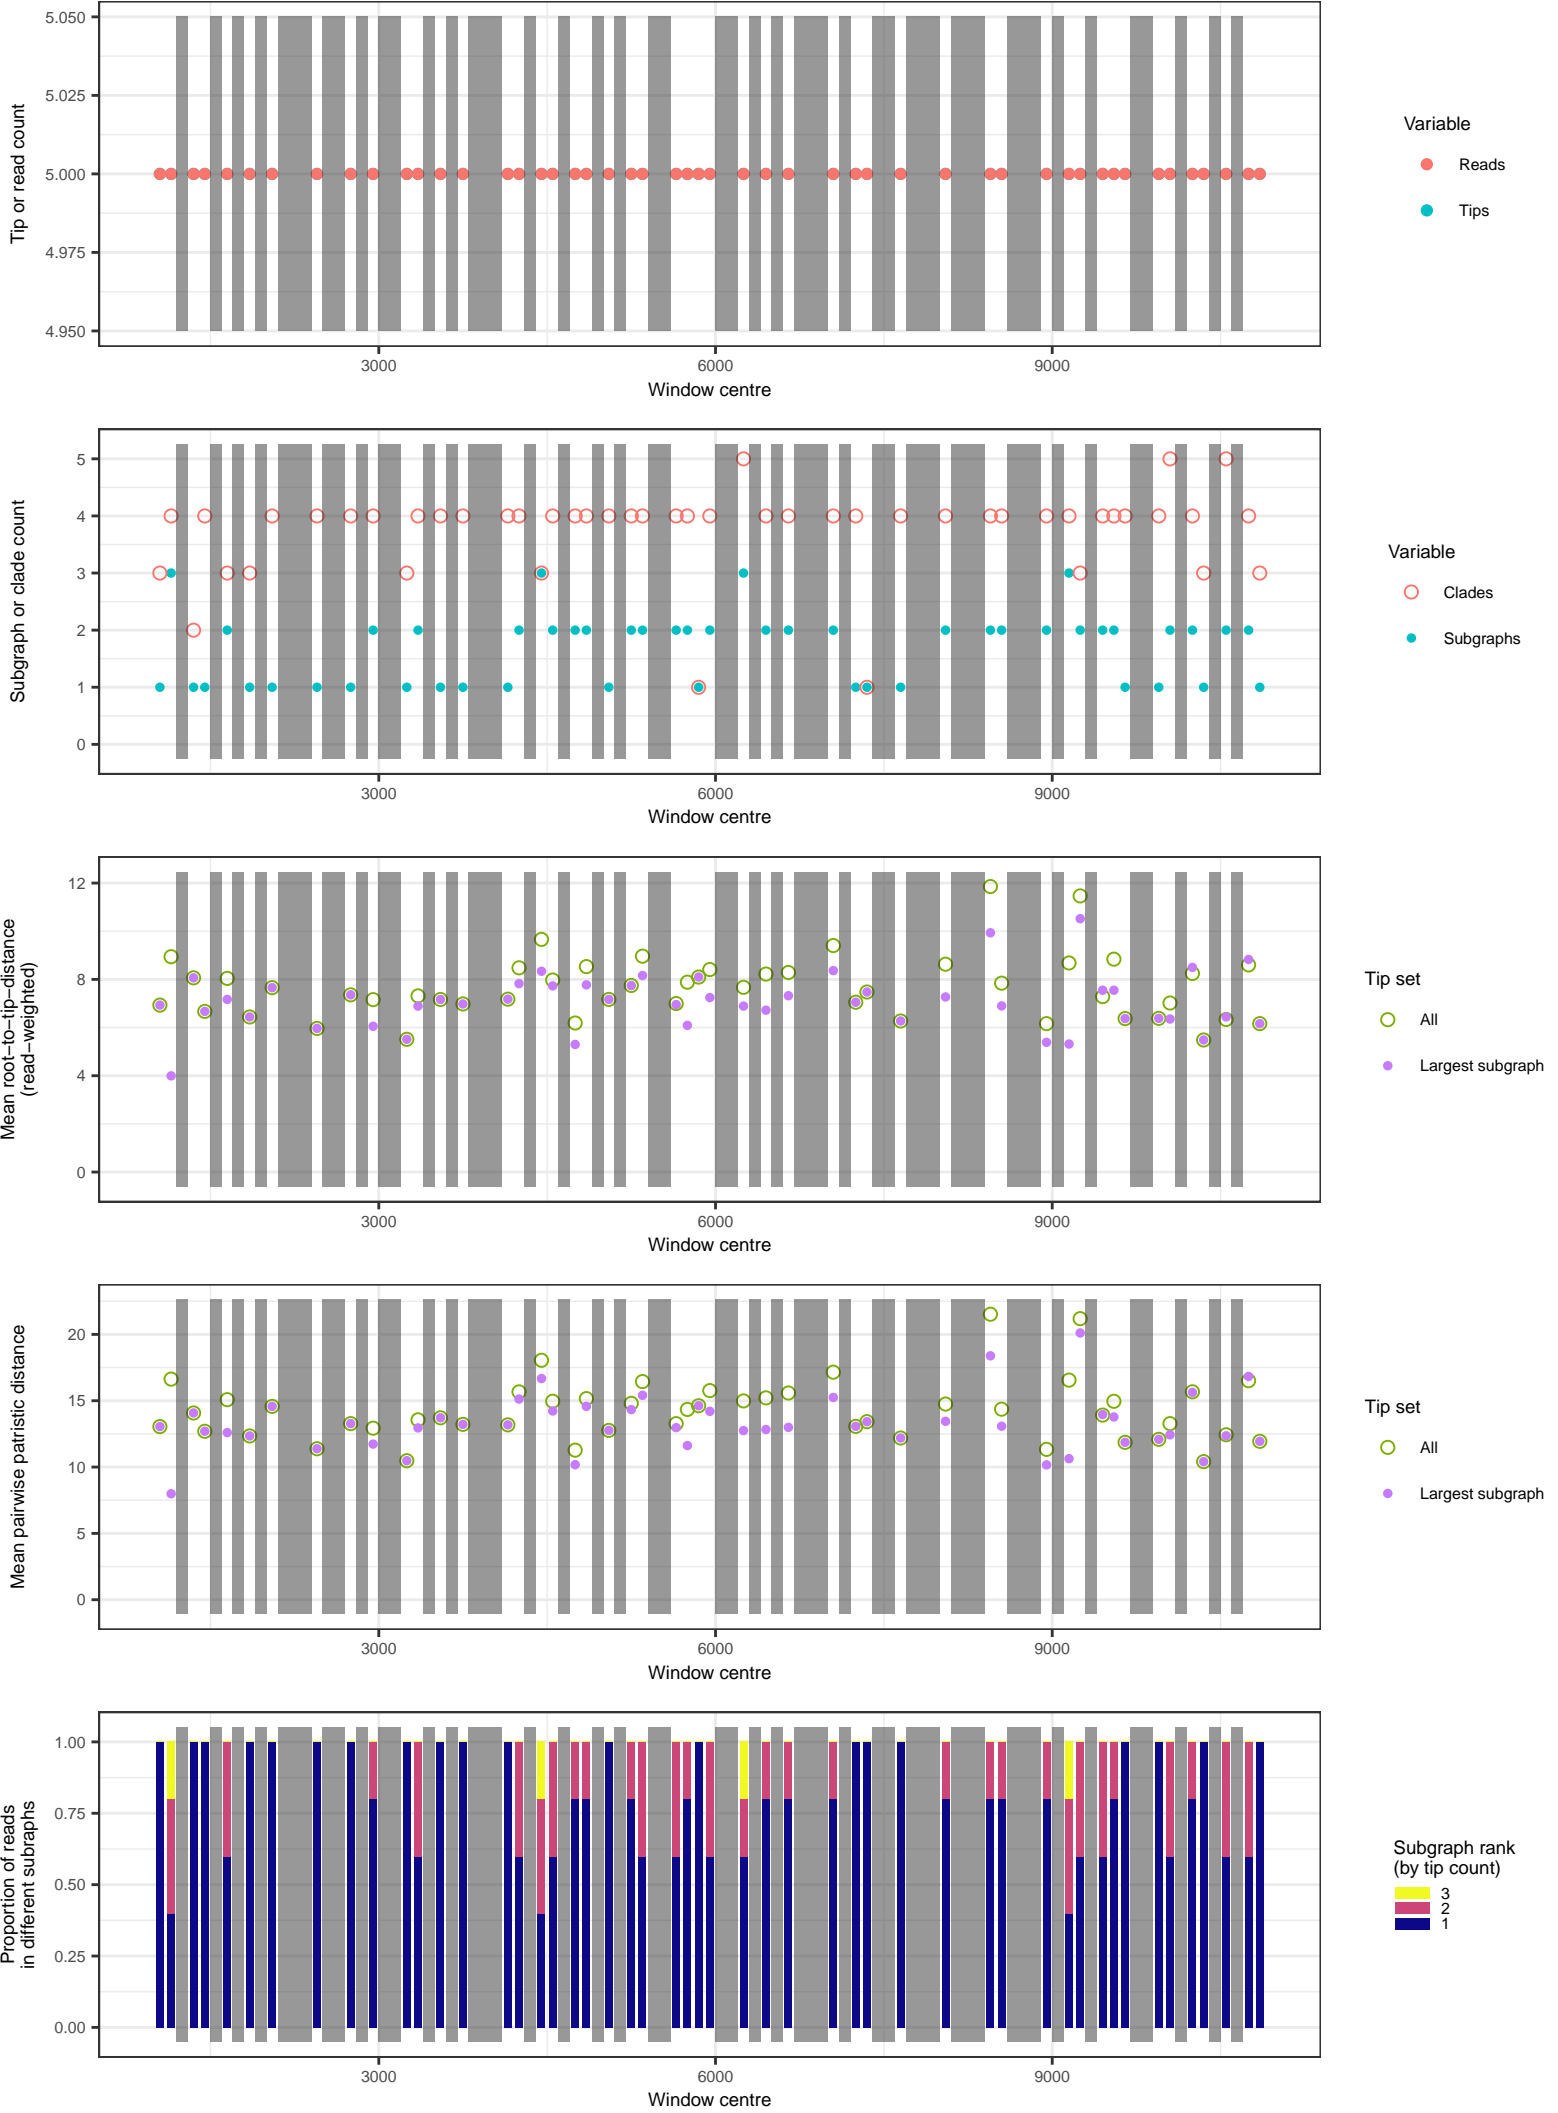 5.050
5.025
5.000
4.975
4.950
Tip or read count
3000
6000
9000
Window centre
Variable
Reads
Tips
5
4
3
2
1
0
Subgraph or clade count
3000
6000
9000
Window centre
Variable
Clades
Subgraphs
12
8
4
0
Mean root−to−tip−distance
(read−weighted)
3000
6000
9000
Window centre
Tip set
All
Largest subgraph
20
15
10
5
0
Mean pairwise patristic distance
3000
6000
9000
Window centre
Tip set
All
Largest subgraph
1.00
0.75
0.50
0.25
0.00
Proportion of reads
in different subraphs
3000
6000
9000
Window centre
Subgraph rank
(by tip count)
3
2
1